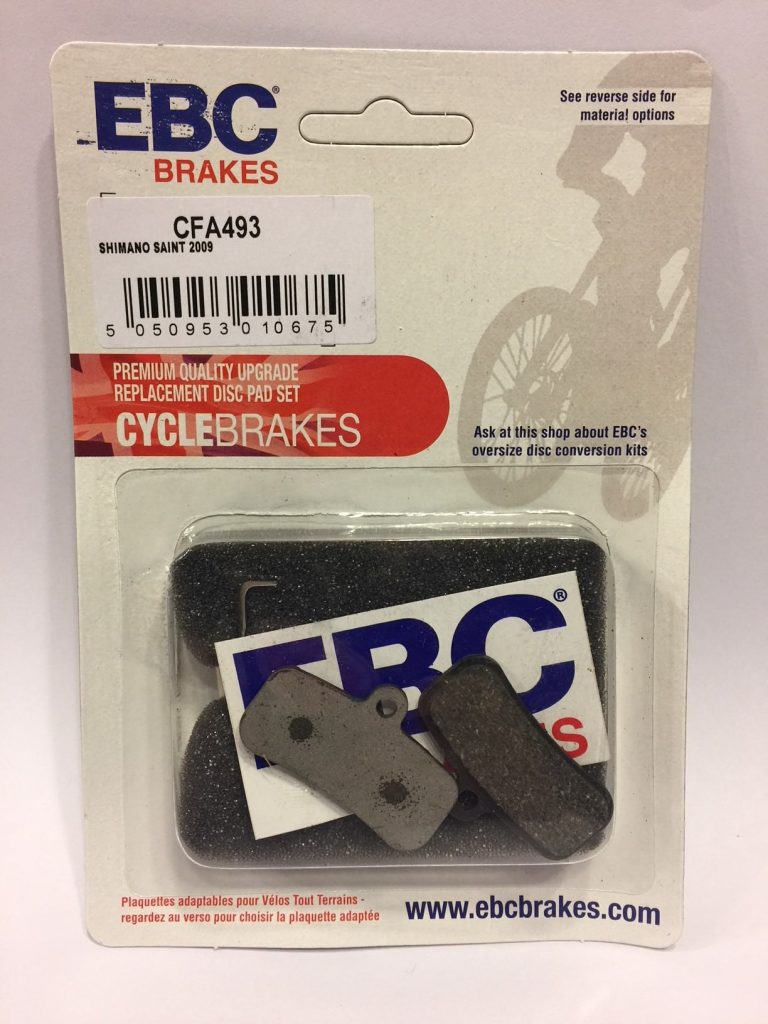 EBC®
BRAKES
See reverse side for
material options
CFA493
SHIMANO SAINT 2009
5 050953 010675
PREMIUM QUALITY UPGRADE
REPLACEMENT DISC PAD SET
CYCLEBRAKES
Ask at this shop about EBC's
oversize disc conversion kits
EBC®
Plaquettes adaptables pour Vélos Tout Terrains -
regardez au verso pour choisir la plaquette adaptée
www.ebcbrakes.com